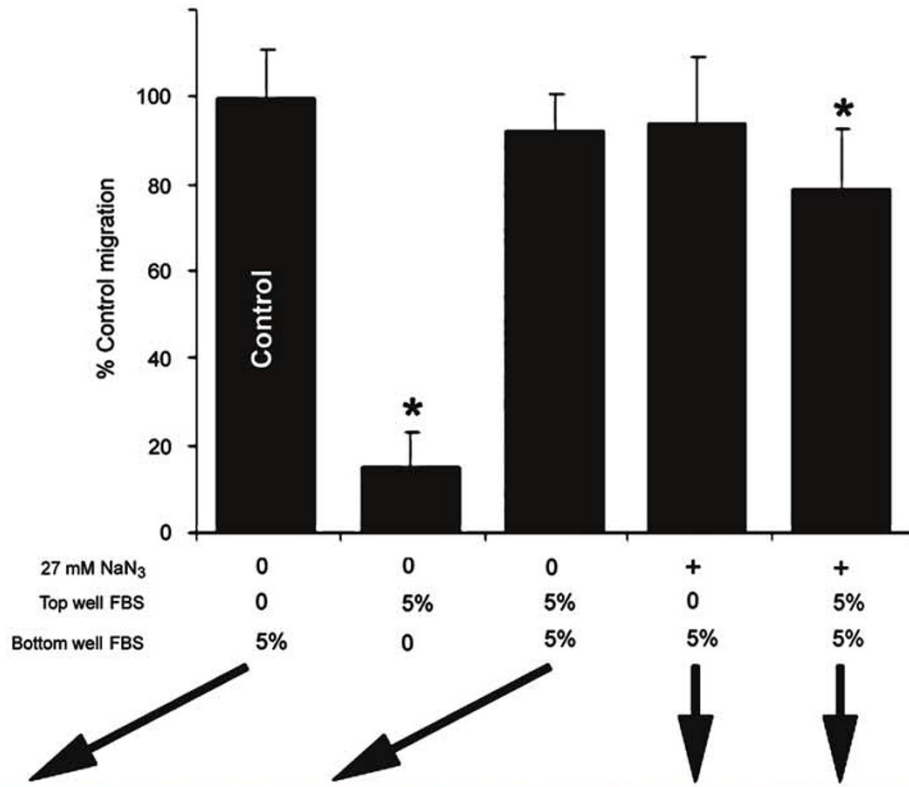 % Control migration
100
80
60
40
20
0
Control
*
*
27 mM NaN₃ 0 0 0 + +
Top well FBS 0 5% 5% 0 5%
Bottom well FBS 5% 0 5% 5% 5%